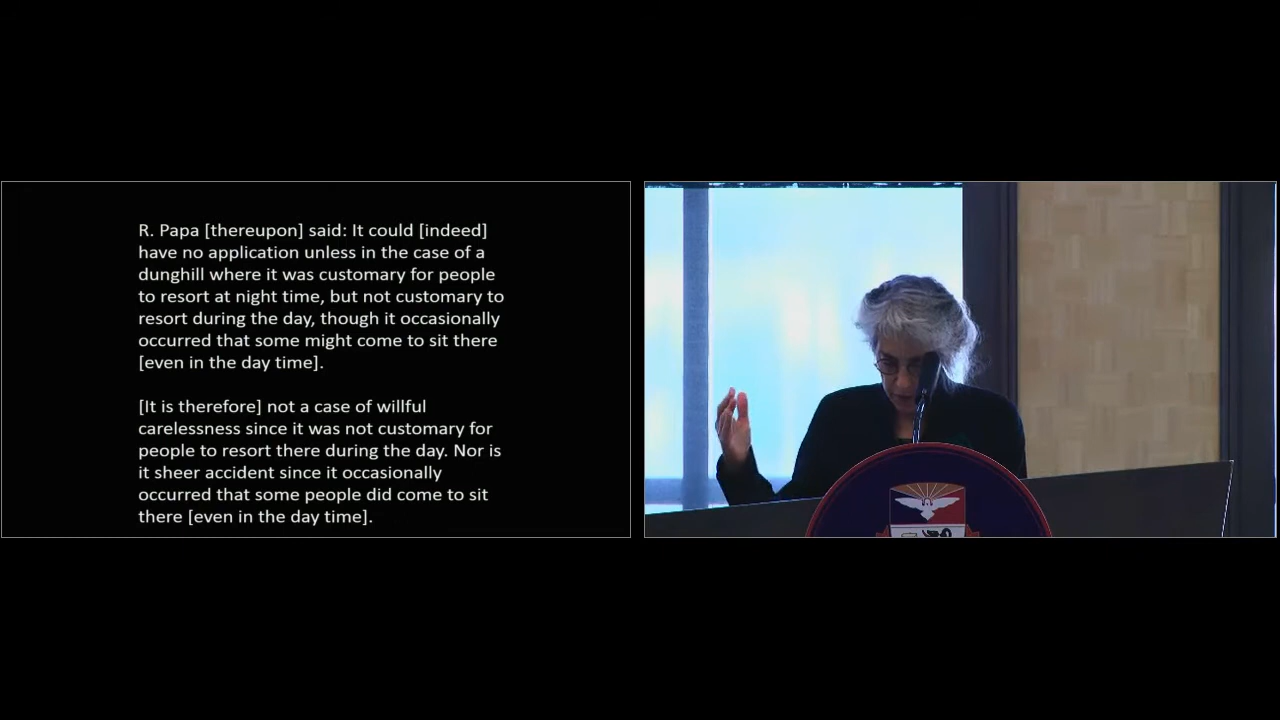 R. Papa [thereupon] said: It could [indeed]
have no application unless in the case of a
dunghill where it was customary for people
to resort at night time, but not customary to
resort during the day, though it occasionally
occurred that some might come to sit there
[even in the day time].
[It is therefore] not a case of willful
carelessness since it was not customary for
people to resort there during the day. Nor is
it sheer accident since it occasionally
occurred that some people did come to sit
there [even in the day time].